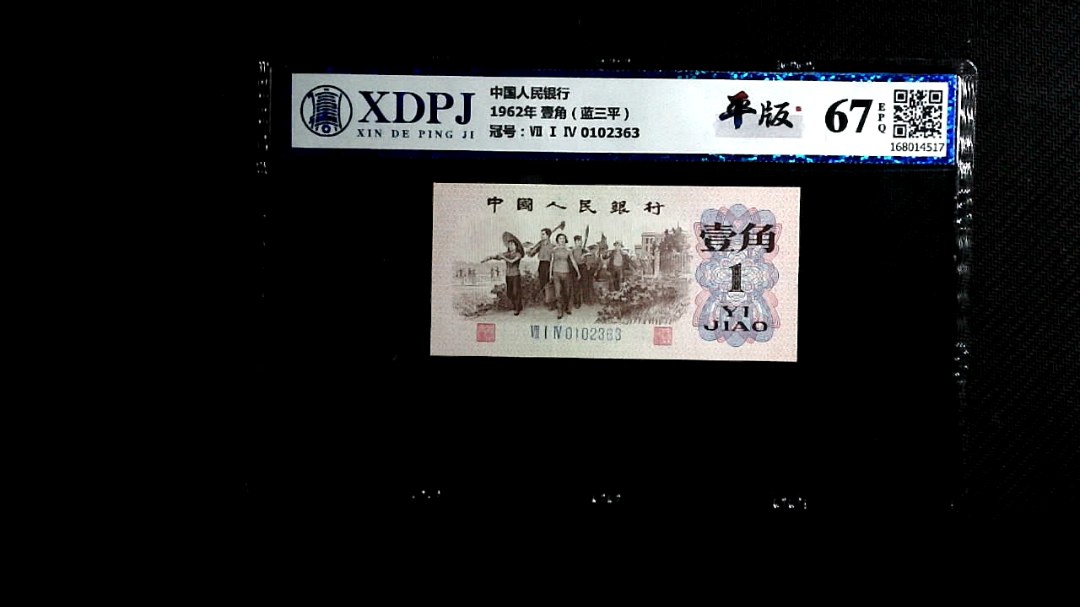 XDPJ
XIN DE PING JI
中国人民银行
1962年 壹角（蓝三平）
冠号：Ⅶ Ⅰ Ⅳ 0102363
平版
67
EPQ
168014517
中國人民銀行
壹角
1
YI
JIAO
Ⅶ Ⅰ Ⅳ 0102363